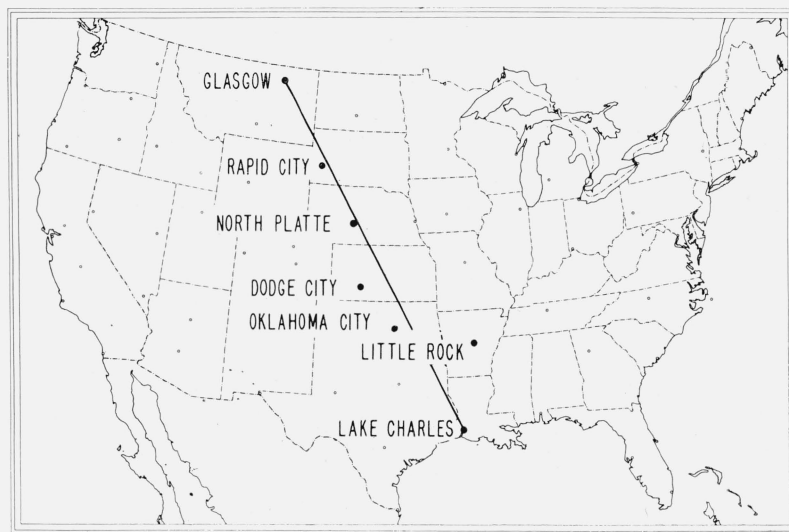 GLASGOW
RAPID CITY
NORTH PLATTE
DODGE CITY
OKLAHOMA CITY
LITTLE ROCK
LAKE CHARLES